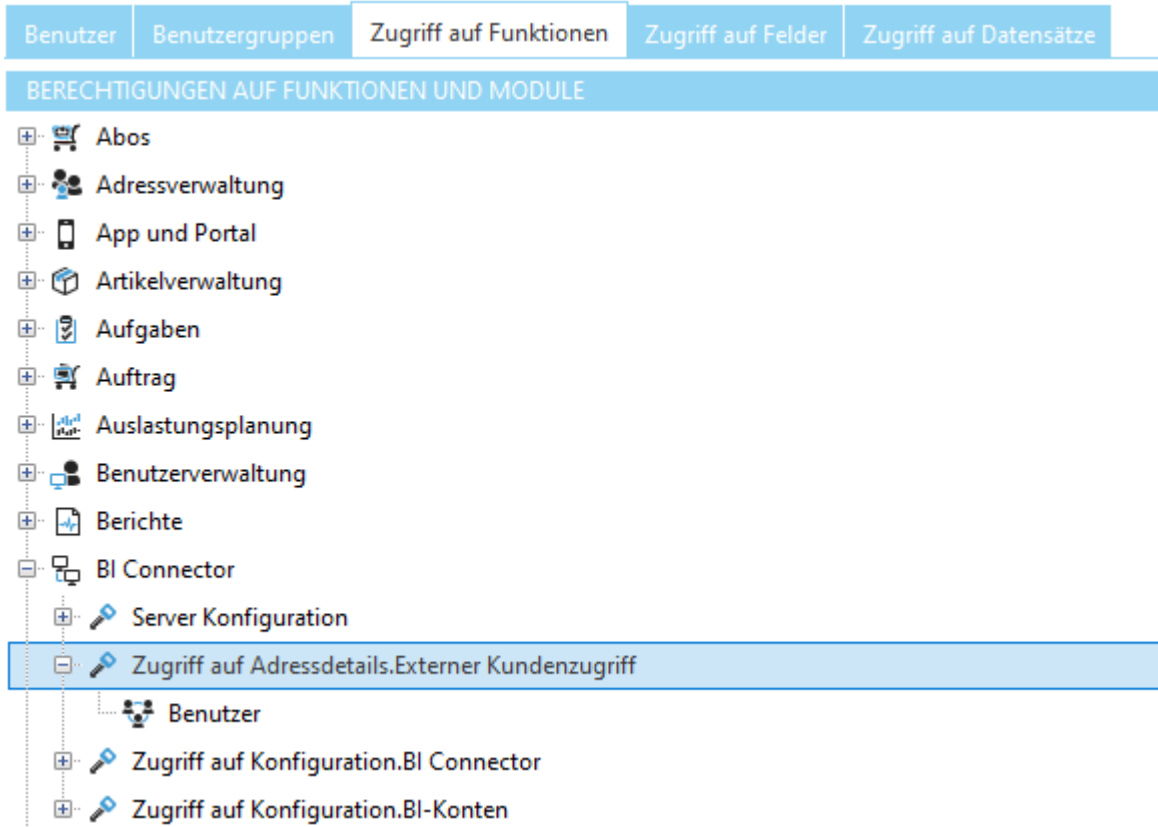 Benutzer Benutzergruppen Zugriff auf Funktionen Zugriff auf Felder Zugriff auf Datensätze
BERECHTIGUNGEN AUF FUNKTIONEN UND MODULE
Abos
Adressverwaltung
App und Portal
Artikelverwaltung
Aufgaben
Auftrag
Auslastungsplanung
Benutzerverwaltung
Berichte
BI Connector
Server Konfiguration
Zugriff auf Adressdetails.Externer Kundenzugriff
Benutzer
Zugriff auf Konfiguration.BI Connector
Zugriff auf Konfiguration.BI-Konten